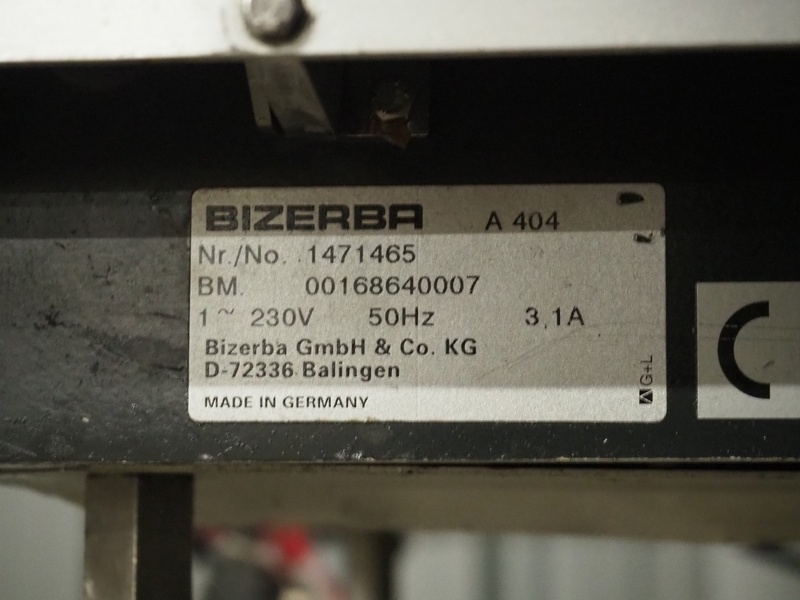 BIZERBA A 404
Nr./No. 1471465
BM. 00168640007
1 ~ 230V 50Hz 3,1A
Bizerba GmbH & Co. KG
D-72336 Balingen
MADE IN GERMANY
G+L